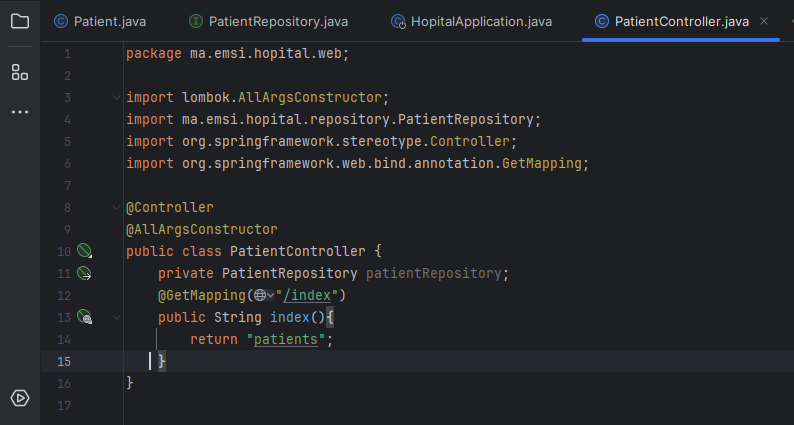 Patient.java PatientRepository.java HopitalApplication.java PatientController.java
1 package ma.emsi.hopital.web;
2
3 import lombok.AllArgsConstructor;
4 import ma.emsi.hopital.repository.PatientRepository;
5 import org.springframework.stereotype.Controller;
6 import org.springframework.web.bind.annotation.GetMapping;
7
8 @Controller
9 @AllArgsConstructor
10 public class PatientController {
11 private PatientRepository patientRepository;
12 @GetMapping("/index")
13 public String index(){
14 return "patients";
15 }
16 }
17